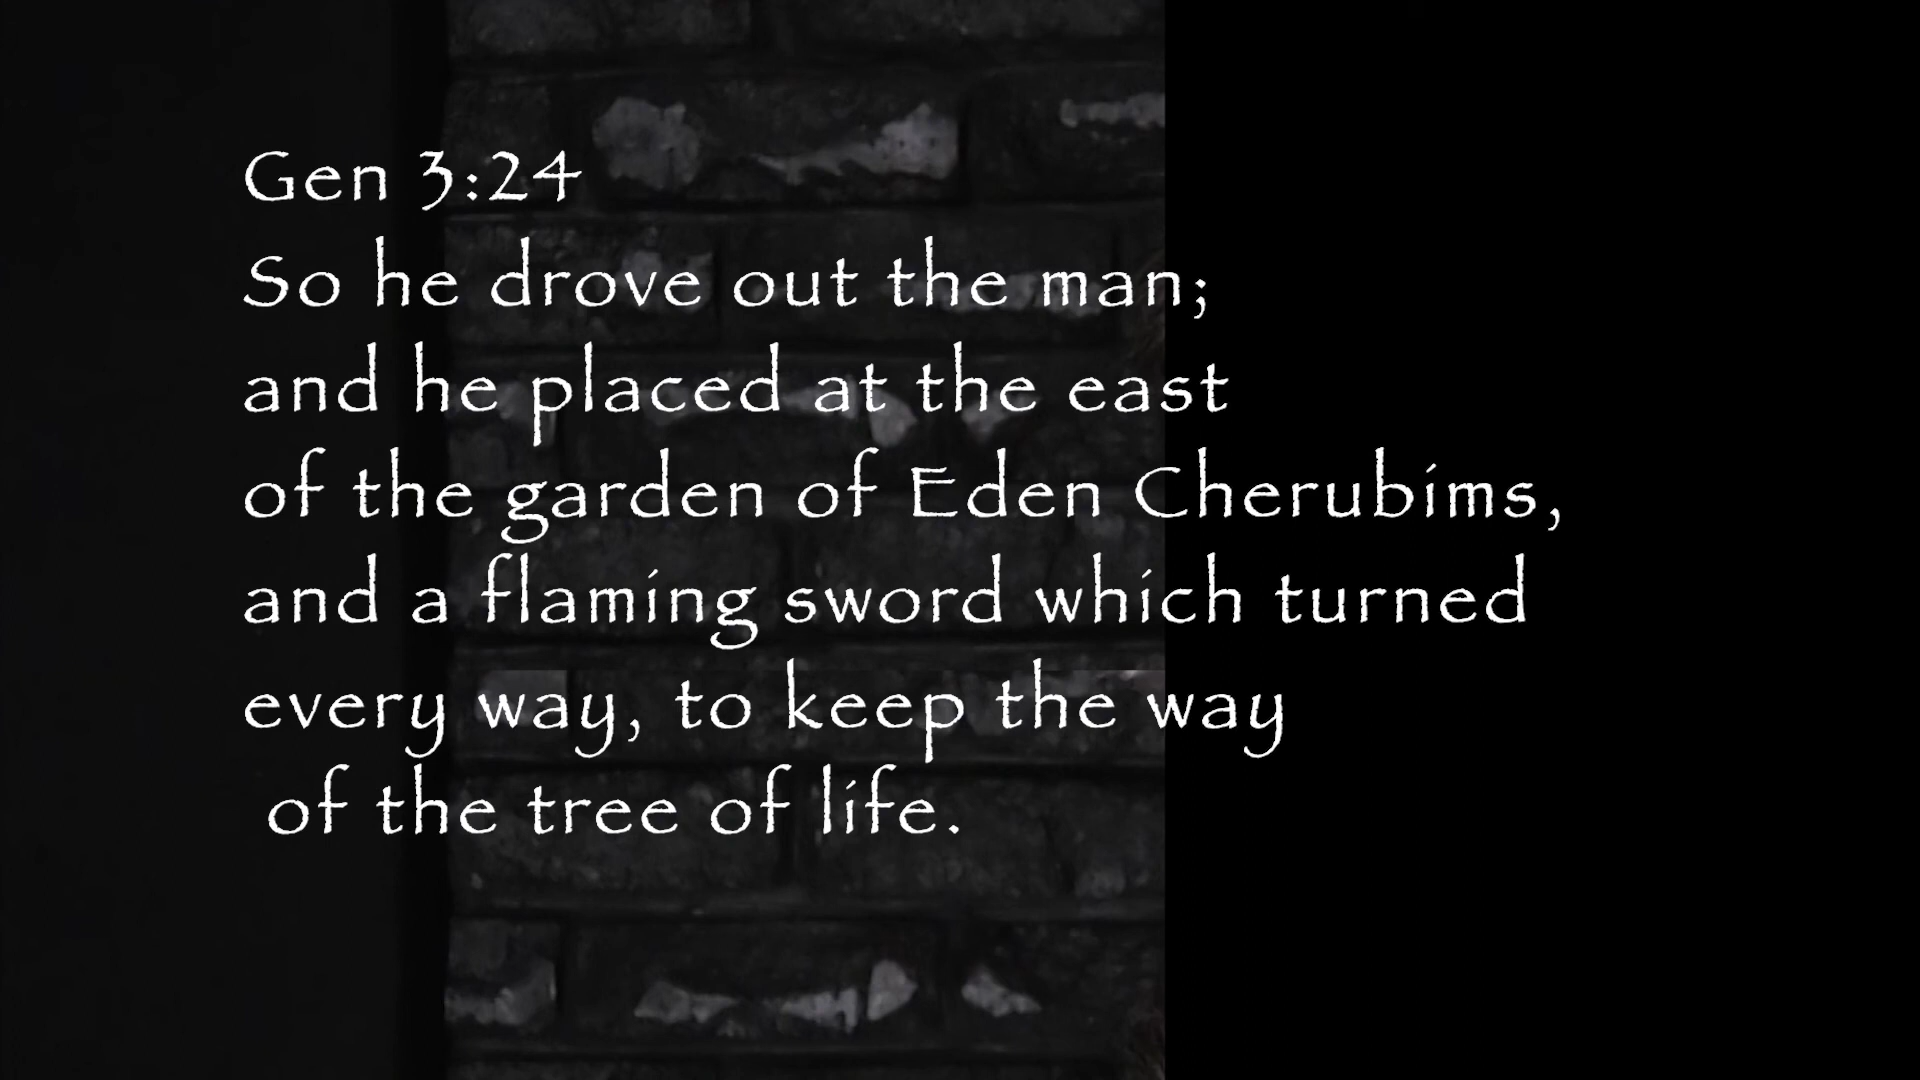 Gen 3:24
So he drove out the man;
and he placed at the east
of the garden of Eden Cherubims,
and a flaming sword which turned
every way, to keep the way
of the tree of life.